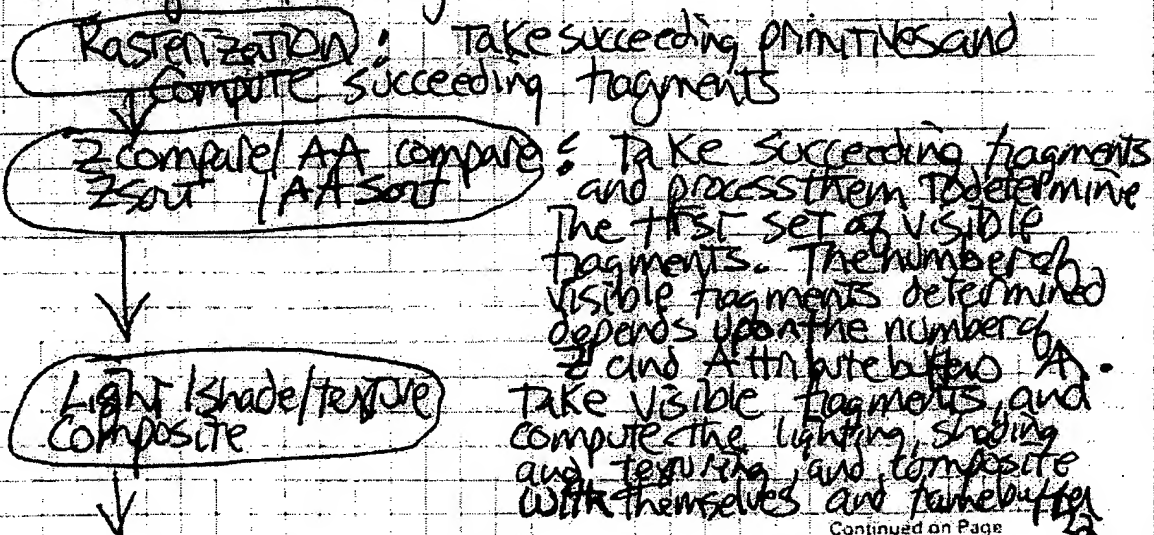 Rasterization : Take succeeding primitives and
Compute succeeding fragments
Z compare / AA compare : Take succeeding fragments
Z sort / AA sort and process them To determine
The first set of visible
fragments. The number of
visible fragments determined
depends upon the number of
Z and Attribute buffers A.
Light / shade / texture Take visible fragments, and
Composite compute the lighting, shading
and texturing, and composite
with themselves and framebuffer
Continued on Page 22